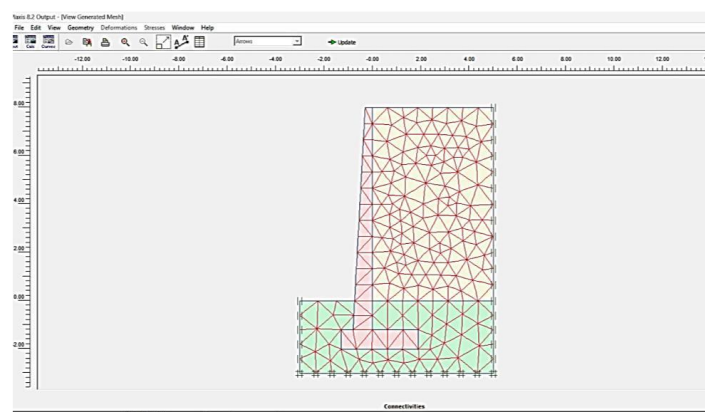 Plaxis 8.2 Output - [View Generated Mesh]
File Edit View Geometry Deformations Stresses Window Help
Calc Curves Arrows Update
-12.00 -10.00 -8.00 -6.00 -4.00 -2.00 -0.00 2.00 4.00 6.00 8.00 10.00 12.00
8.00
6.00
4.00
2.00
0.00
-2.00
Connectivities